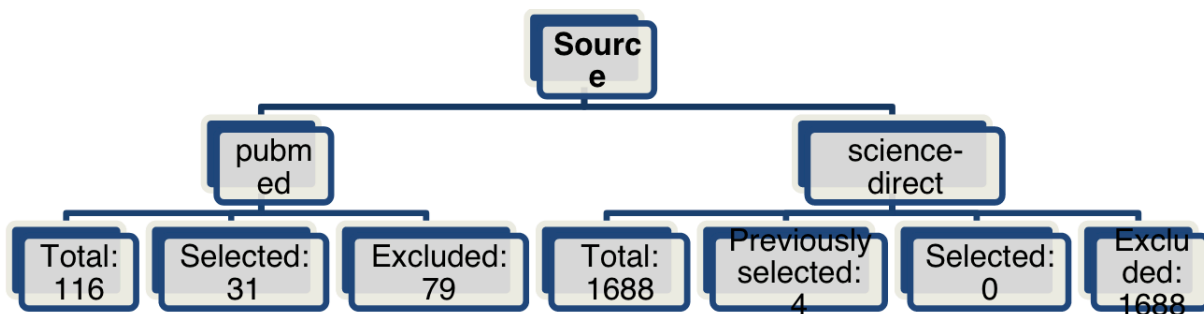 Sourc
e
pubm
ed
science-
direct
Total:
116
Selected:
31
Excluded:
79
Total:
1688
Previously
selected:
4
Selected:
0
Exclu
ded:
1688